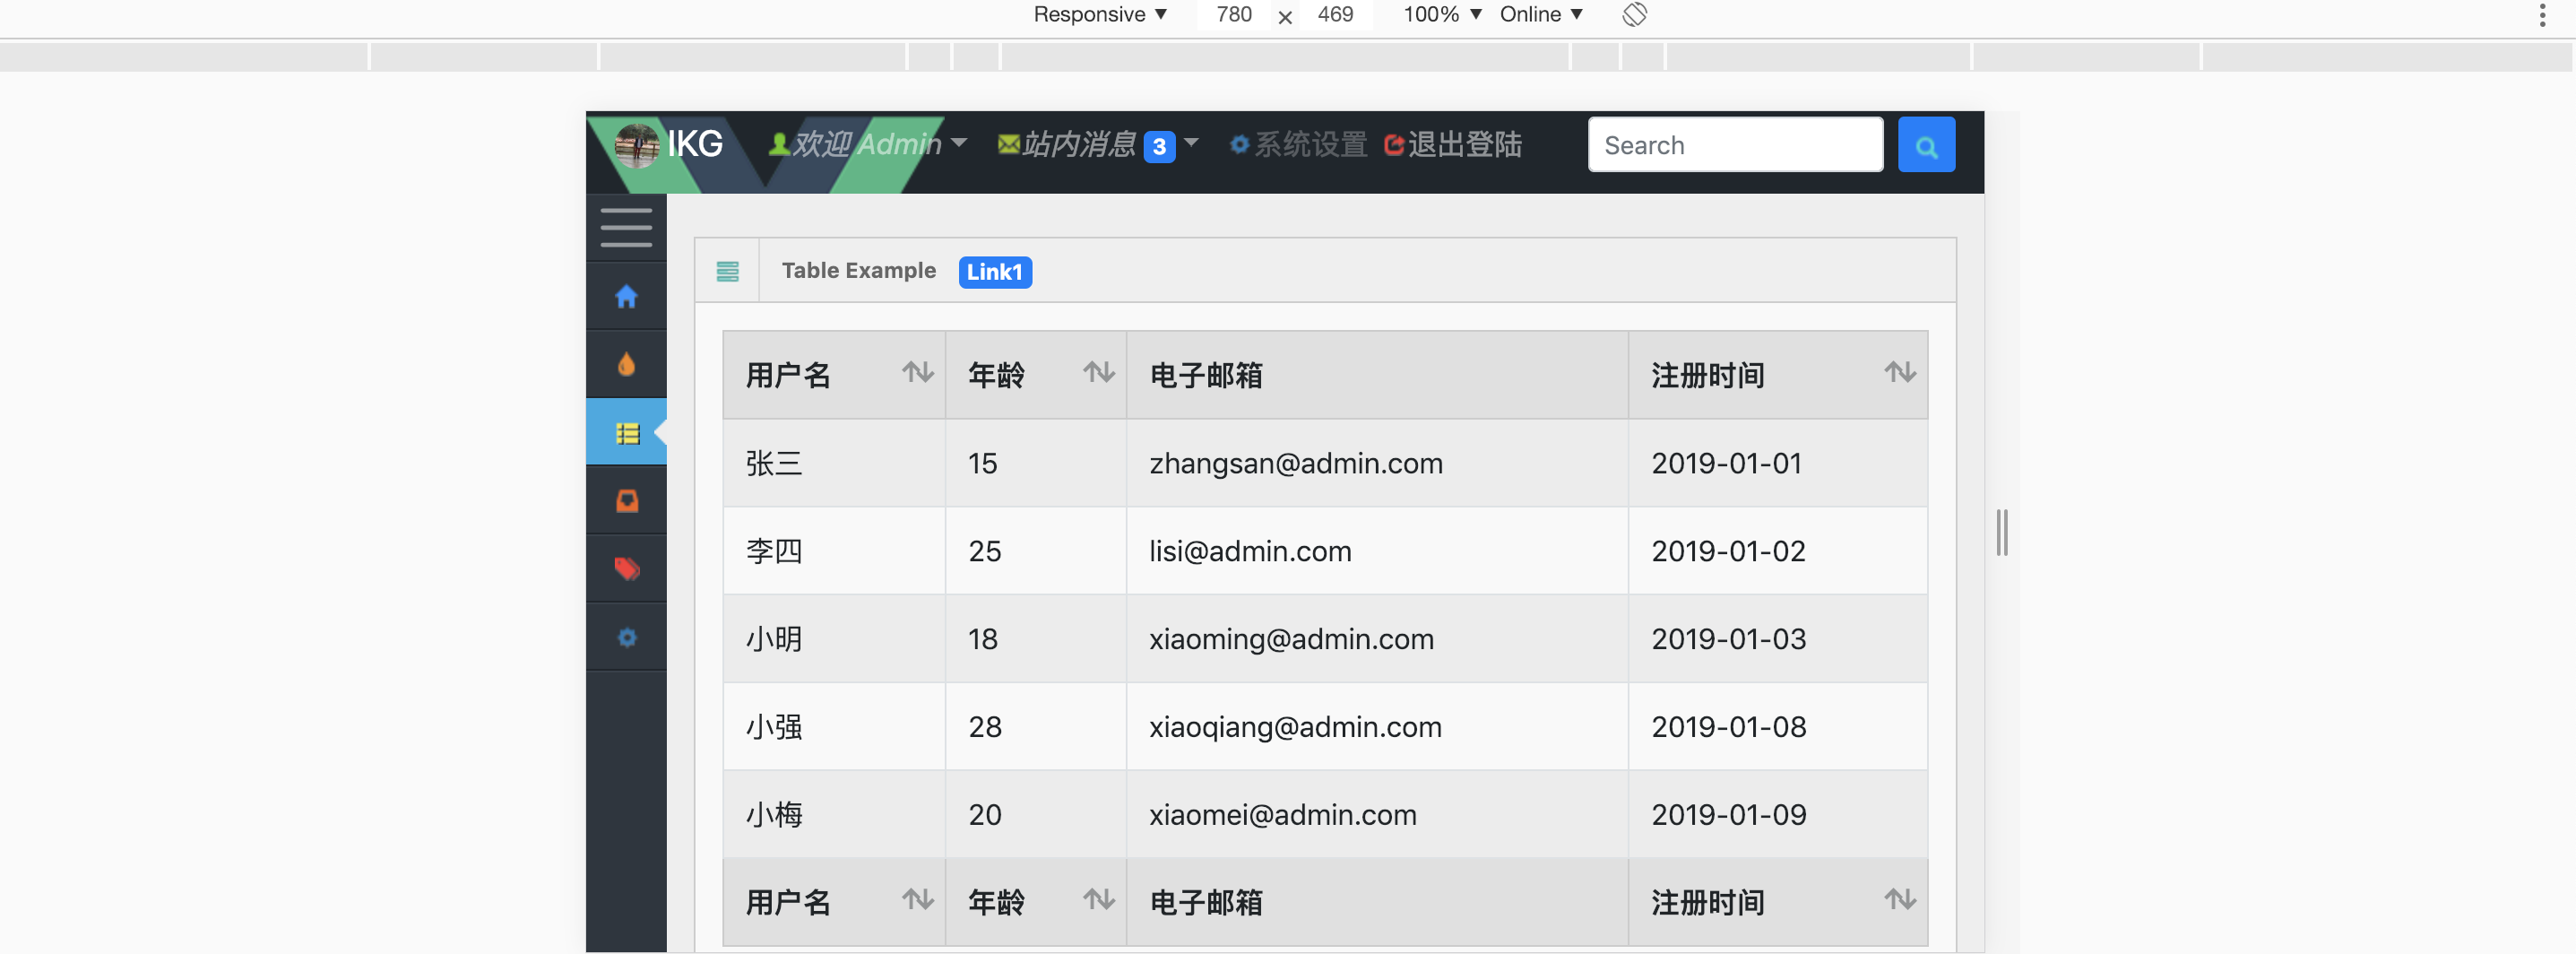 Responsive ▼ 780 × 469 100% ▼ Online ▼
IKG 欢迎 Admin 站内消息 3 系统设置 退出登陆 Search
Table Example Link1
用户名 年龄 电子邮箱 注册时间
张三 15 zhangsan@admin.com 2019-01-01
李四 25 lisi@admin.com 2019-01-02
小明 18 xiaoming@admin.com 2019-01-03
小强 28 xiaoqiang@admin.com 2019-01-08
小梅 20 xiaomei@admin.com 2019-01-09
用户名 年龄 电子邮箱 注册时间